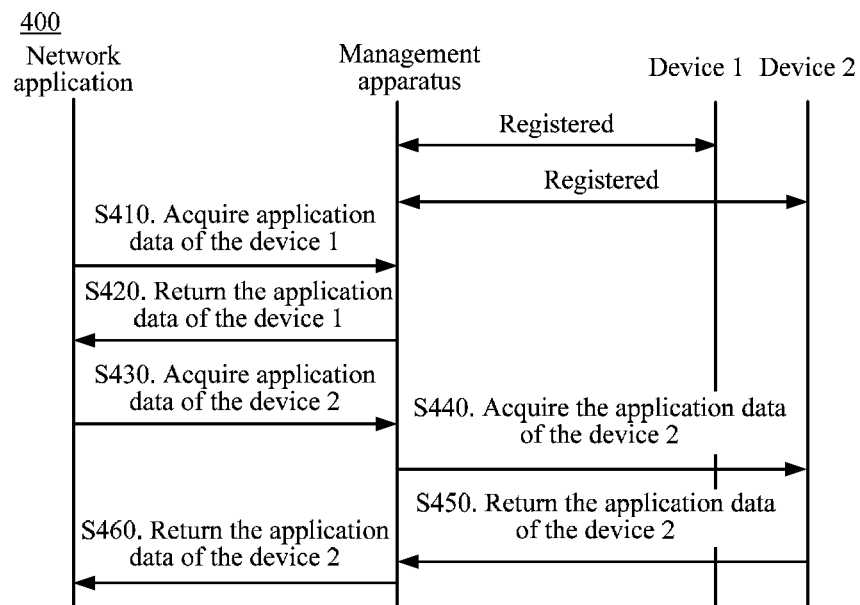 400
Network
application
Management
apparatus
Device 1
Device 2
Registered
Registered
S410. Acquire application
data of the device 1
S420. Return the application
data of the device 1
S430. Acquire application
data of the device 2
S440. Acquire the application data
of the device 2
S450. Return the application data
of the device 2
S460. Return the application
data of the device 2